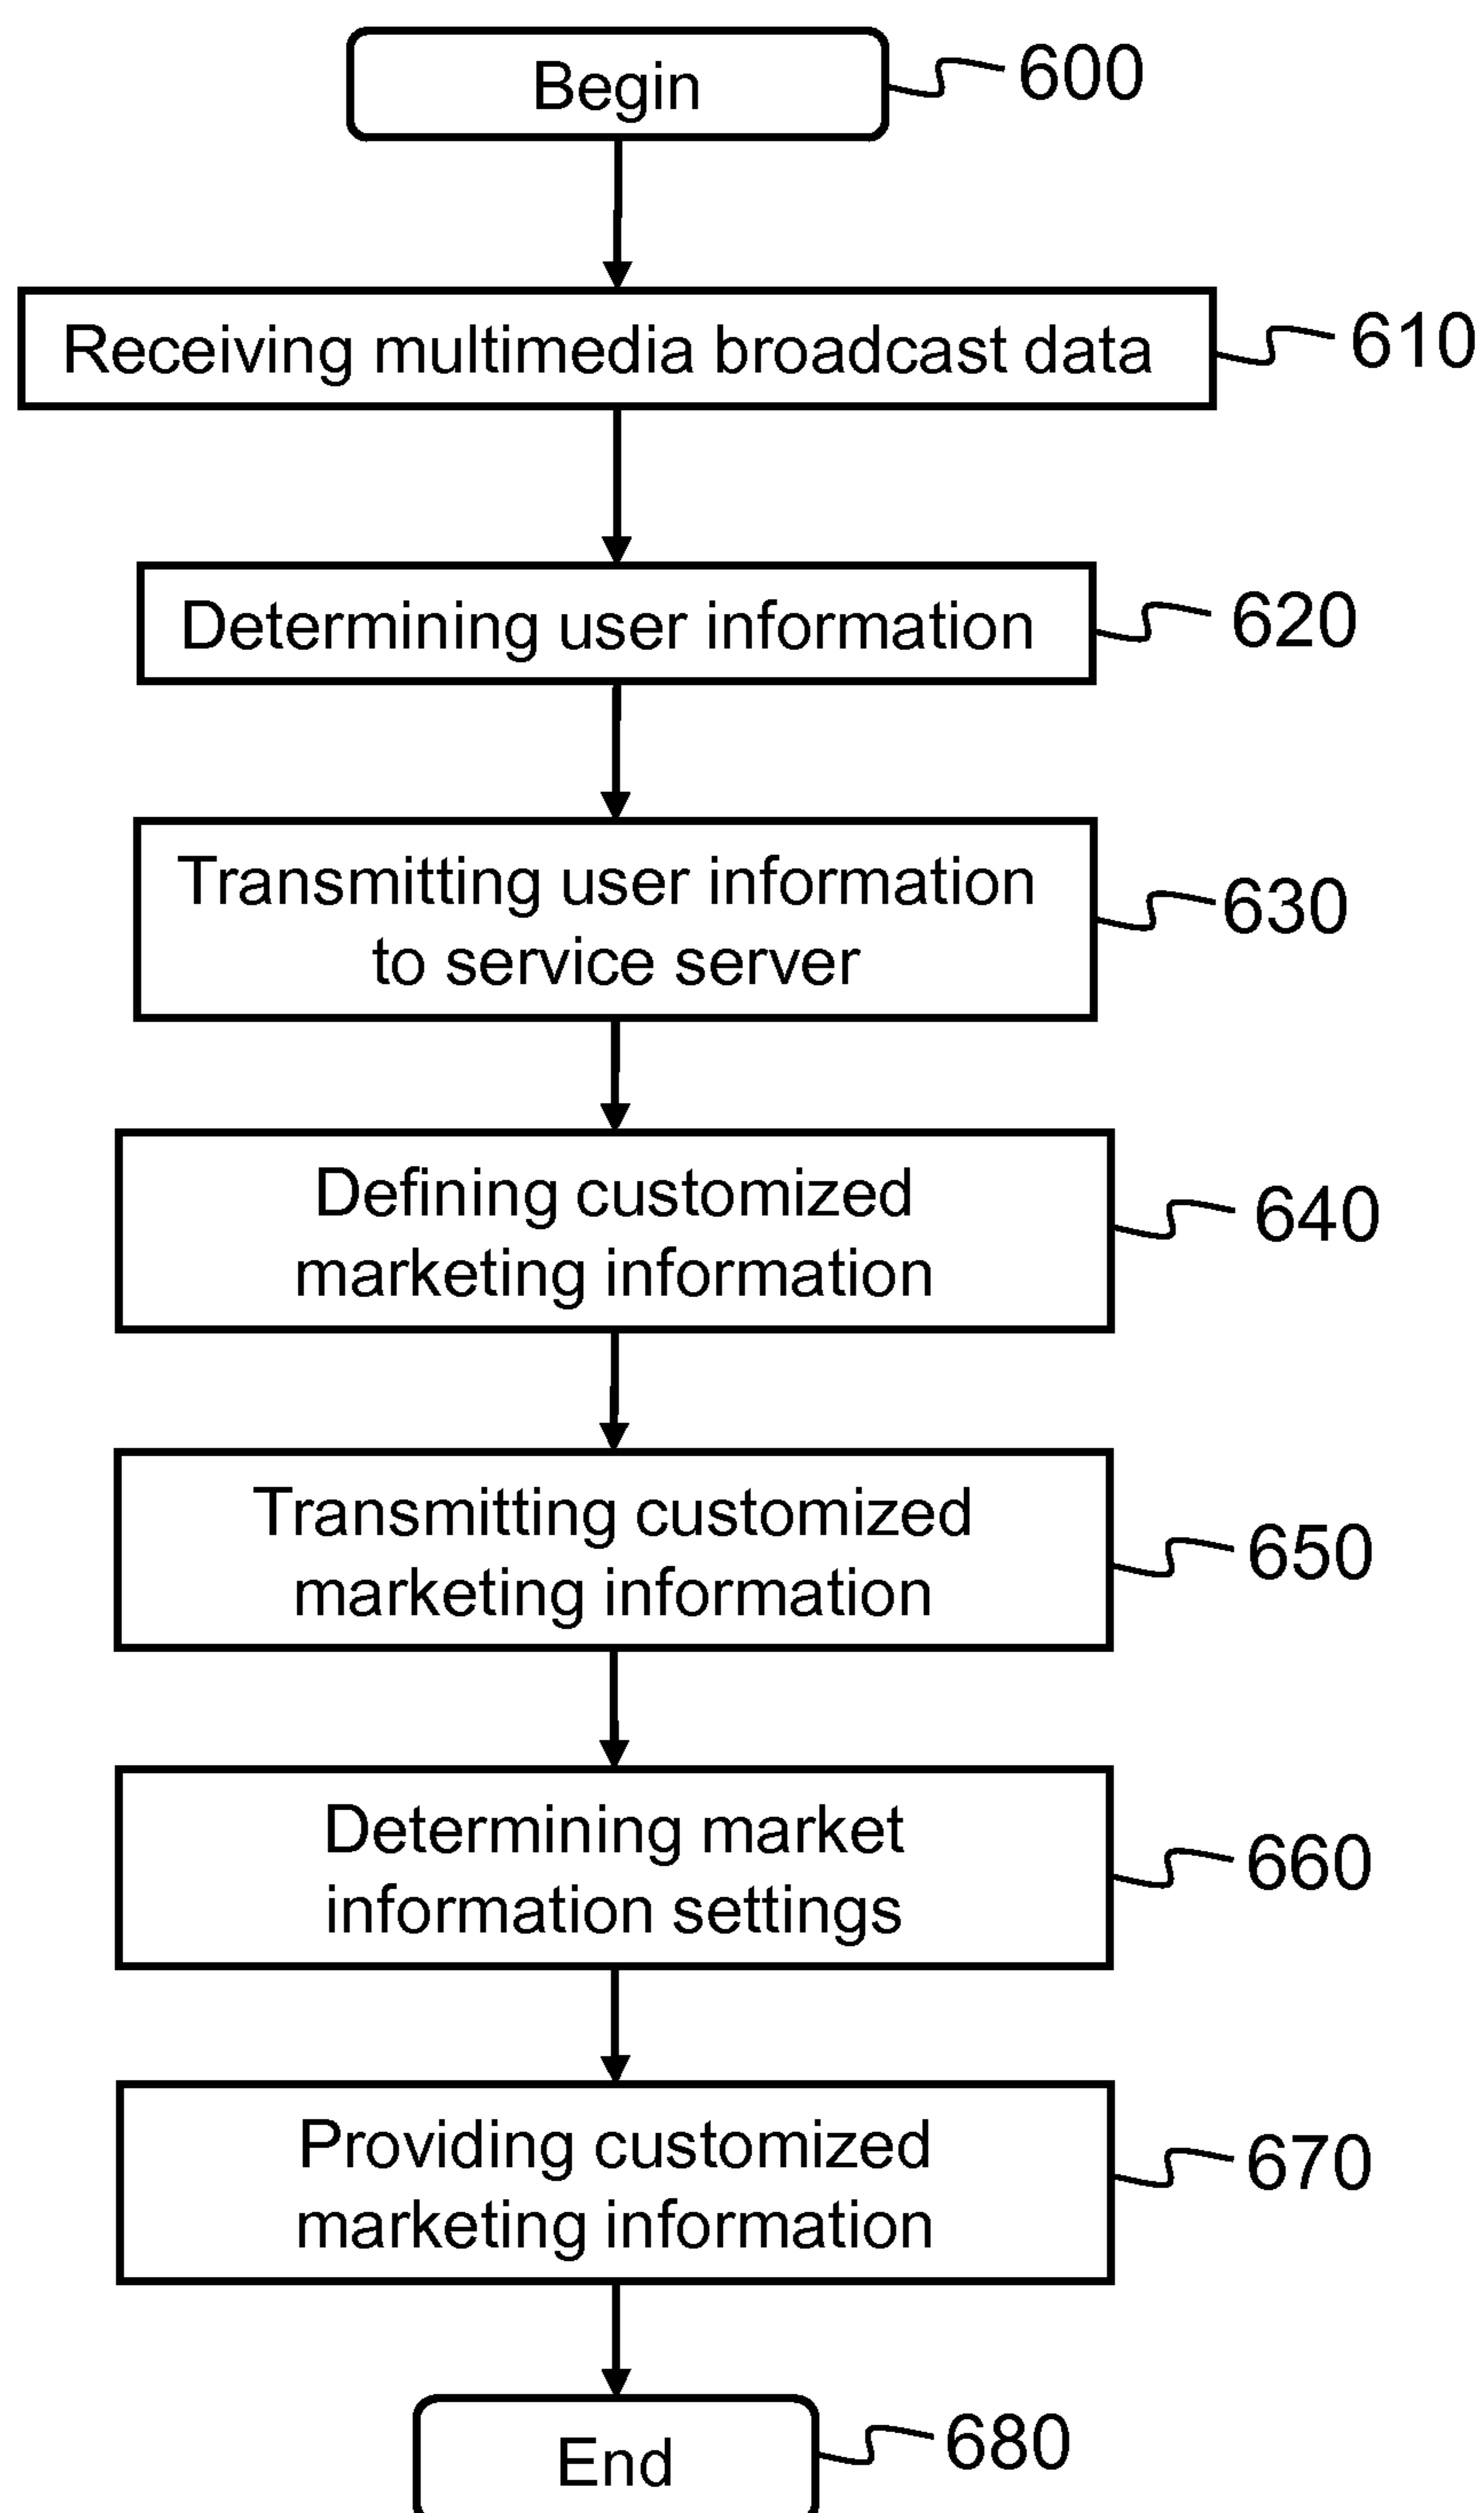 Begin
600
Receiving multimedia broadcast data
610
Determining user information
620
Transmitting user information
to service server
630
Defining customized
marketing information
640
Transmitting customized
marketing information
650
Determining market
information settings
660
Providing customized
marketing information
670
End
680